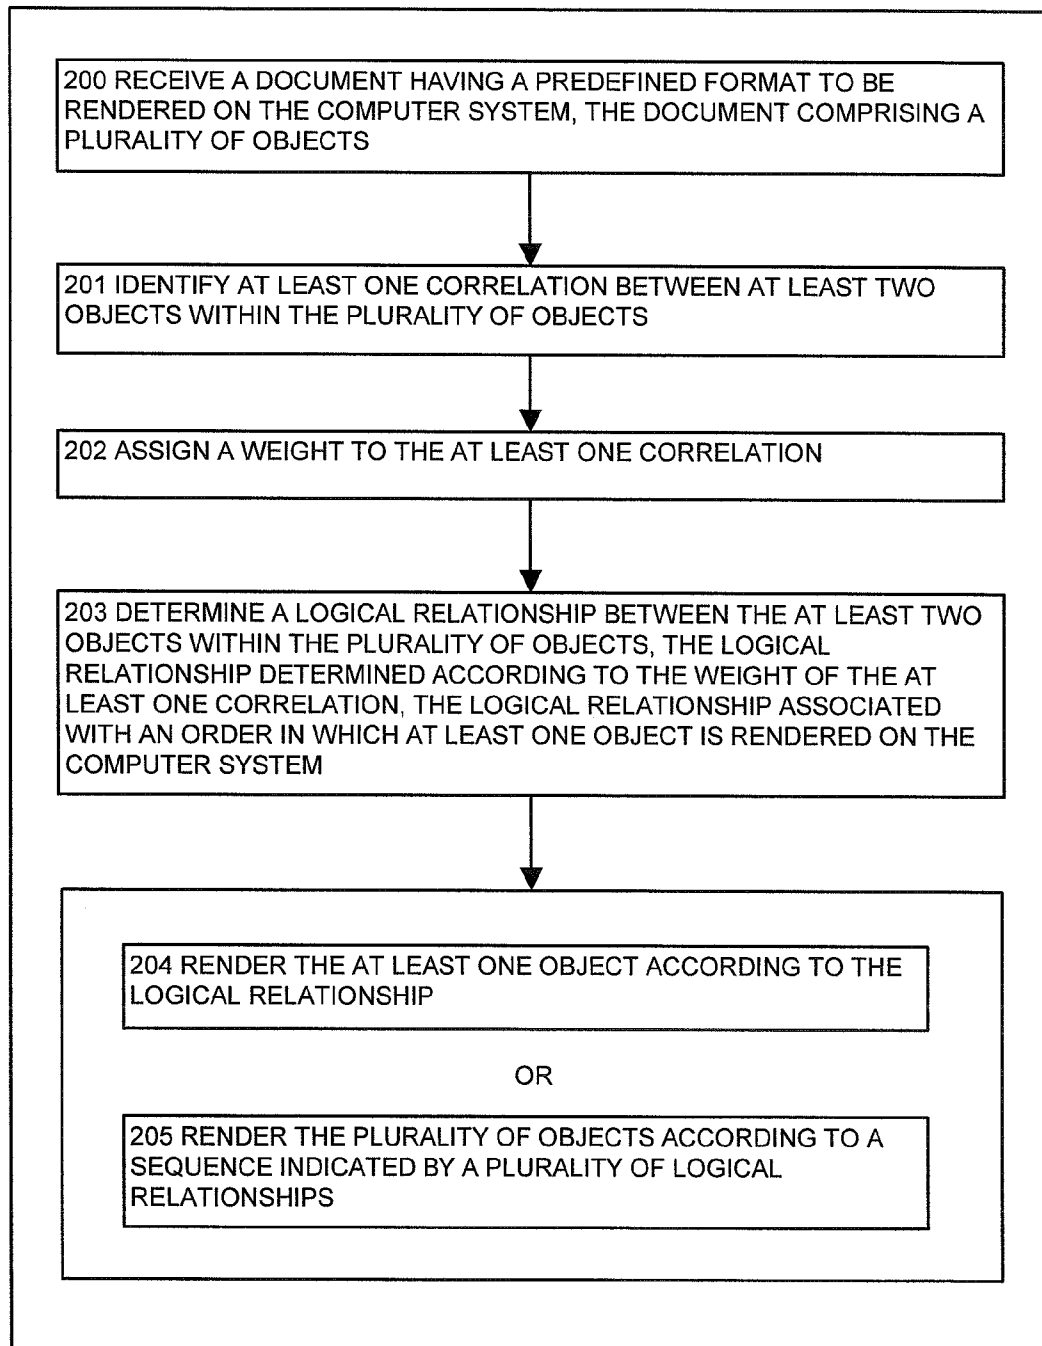 200 RECEIVE A DOCUMENT HAVING A PREDEFINED FORMAT TO BE
RENDERED ON THE COMPUTER SYSTEM, THE DOCUMENT COMPRISING A
PLURALITY OF OBJECTS
201 IDENTIFY AT LEAST ONE CORRELATION BETWEEN AT LEAST TWO
OBJECTS WITHIN THE PLURALITY OF OBJECTS
202 ASSIGN A WEIGHT TO THE AT LEAST ONE CORRELATION
203 DETERMINE A LOGICAL RELATIONSHIP BETWEEN THE AT LEAST TWO
OBJECTS WITHIN THE PLURALITY OF OBJECTS, THE LOGICAL
RELATIONSHIP DETERMINED ACCORDING TO THE WEIGHT OF THE AT
LEAST ONE CORRELATION, THE LOGICAL RELATIONSHIP ASSOCIATED
WITH AN ORDER IN WHICH AT LEAST ONE OBJECT IS RENDERED ON THE
COMPUTER SYSTEM
204 RENDER THE AT LEAST ONE OBJECT ACCORDING TO THE
LOGICAL RELATIONSHIP
OR
205 RENDER THE PLURALITY OF OBJECTS ACCORDING TO A
SEQUENCE INDICATED BY A PLURALITY OF LOGICAL
RELATIONSHIPS